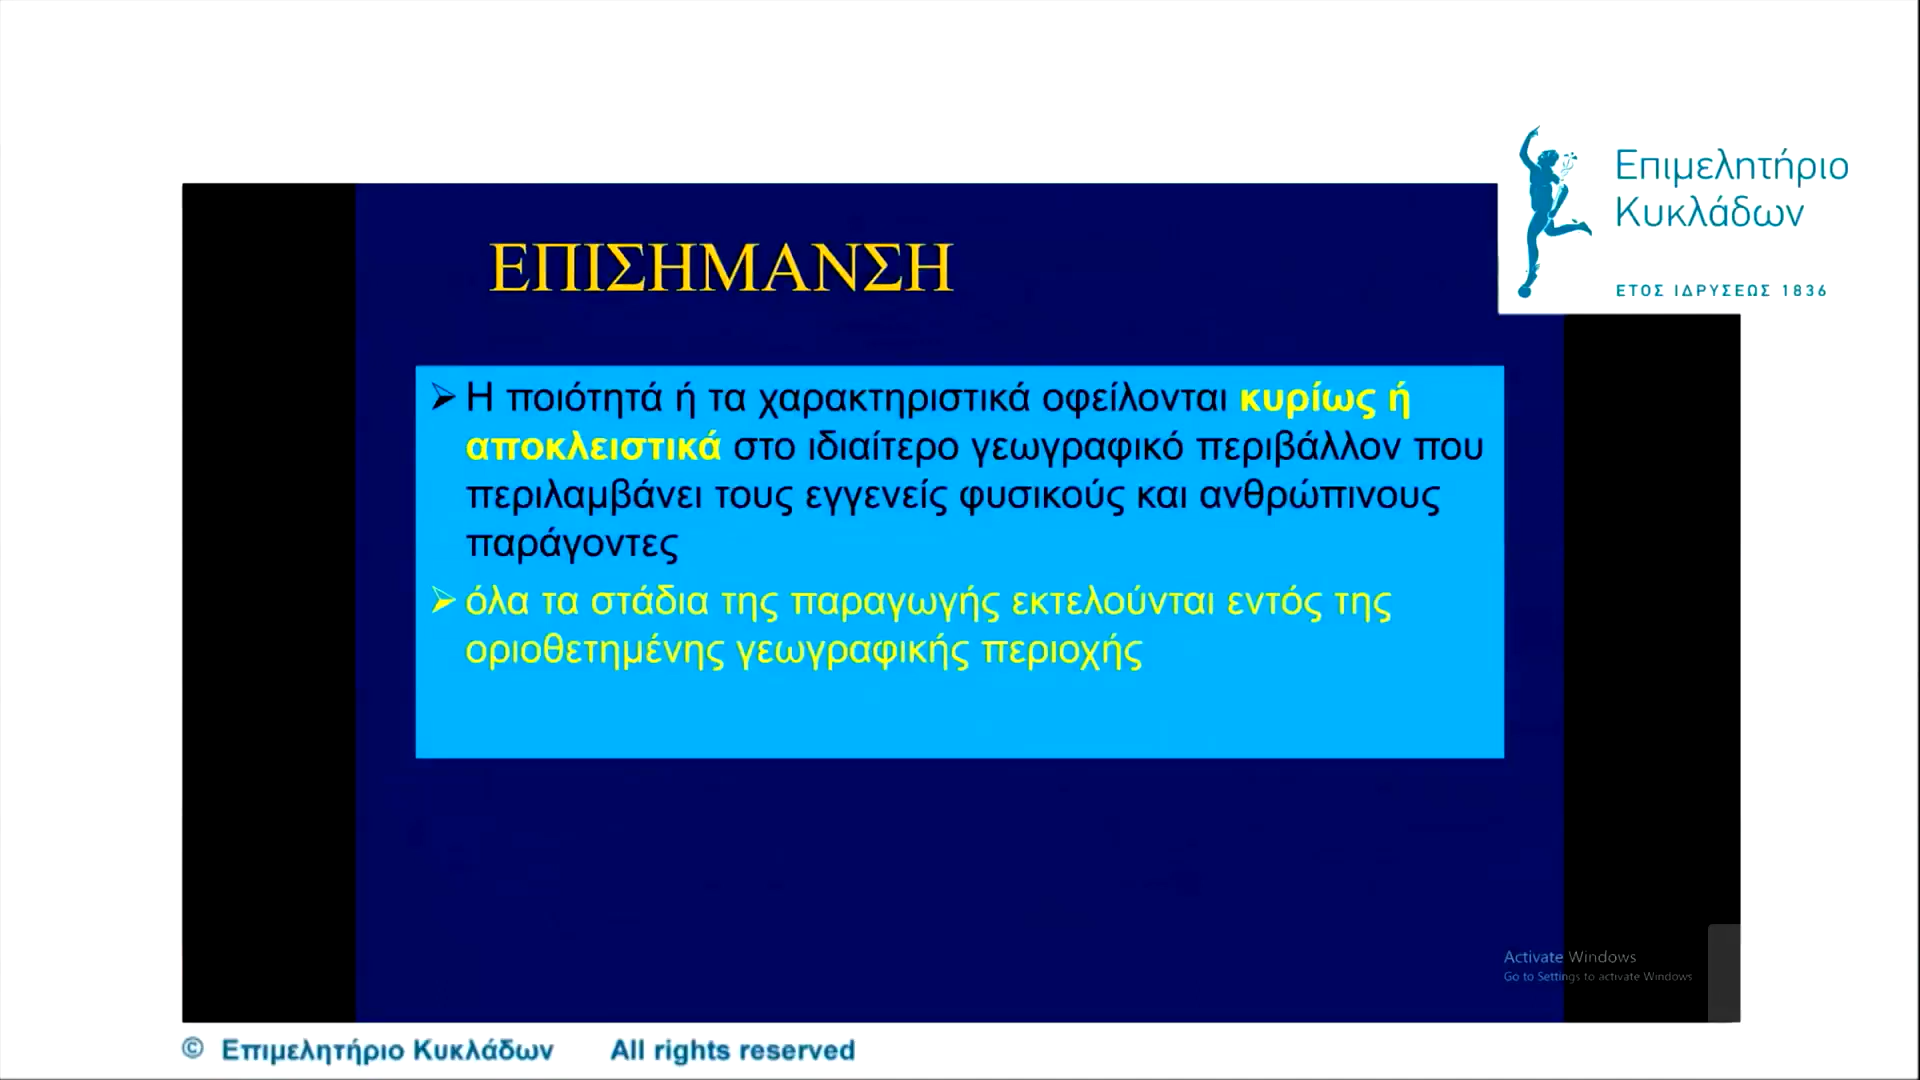 Επιμελητήριο
Κυκλάδων
ΕΤΟΣ ΙΔΡΥΣΕΩΣ 1836
ΕΠΙΣΗΜΑΝΣΗ
➢ Η ποιότητά ή τα χαρακτηριστικά οφείλονται κυρίως ή
αποκλειστικά στο ιδιαίτερο γεωγραφικό περιβάλλον που
περιλαμβάνει τους εγγενείς φυσικούς και ανθρώπινους
παράγοντες
➢ όλα τα στάδια της παραγωγής εκτελούνται εντός της
οριοθετημένης γεωγραφικής περιοχής
Activate Windows
Go to Settings to activate Windows
© Επιμελητήριο Κυκλάδων All rights reserved